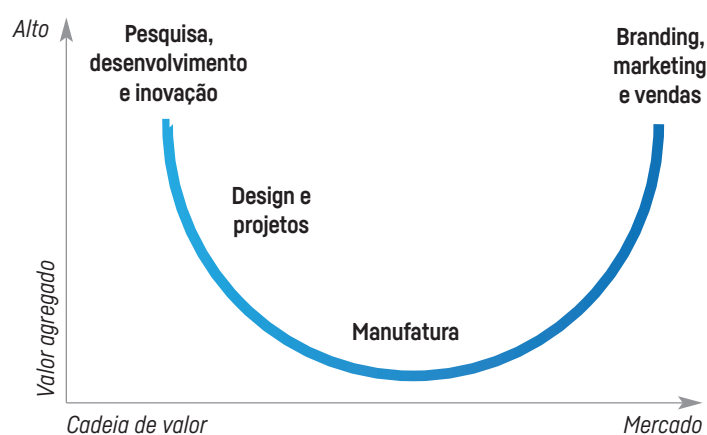 Alto
Pesquisa,
desenvolvimento
e inovação
Branding,
marketing
e vendas
Design e
projetos
Manufatura
Valor agregado
Cadeia de valor
Mercado